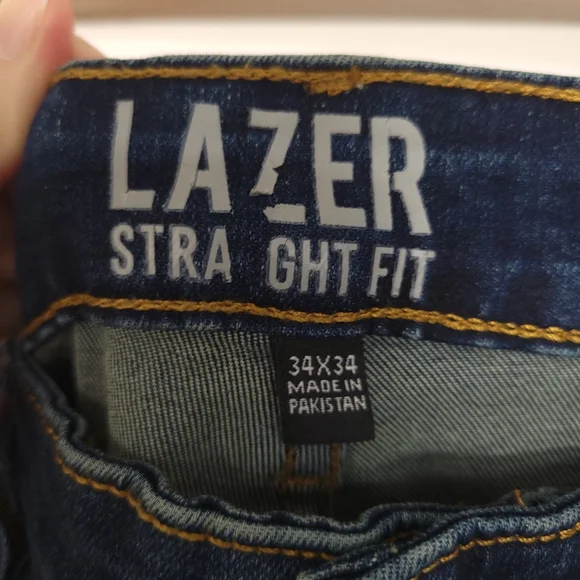 LAZER
STRA GHT FIT
34X34
MADE IN
PAKISTAN